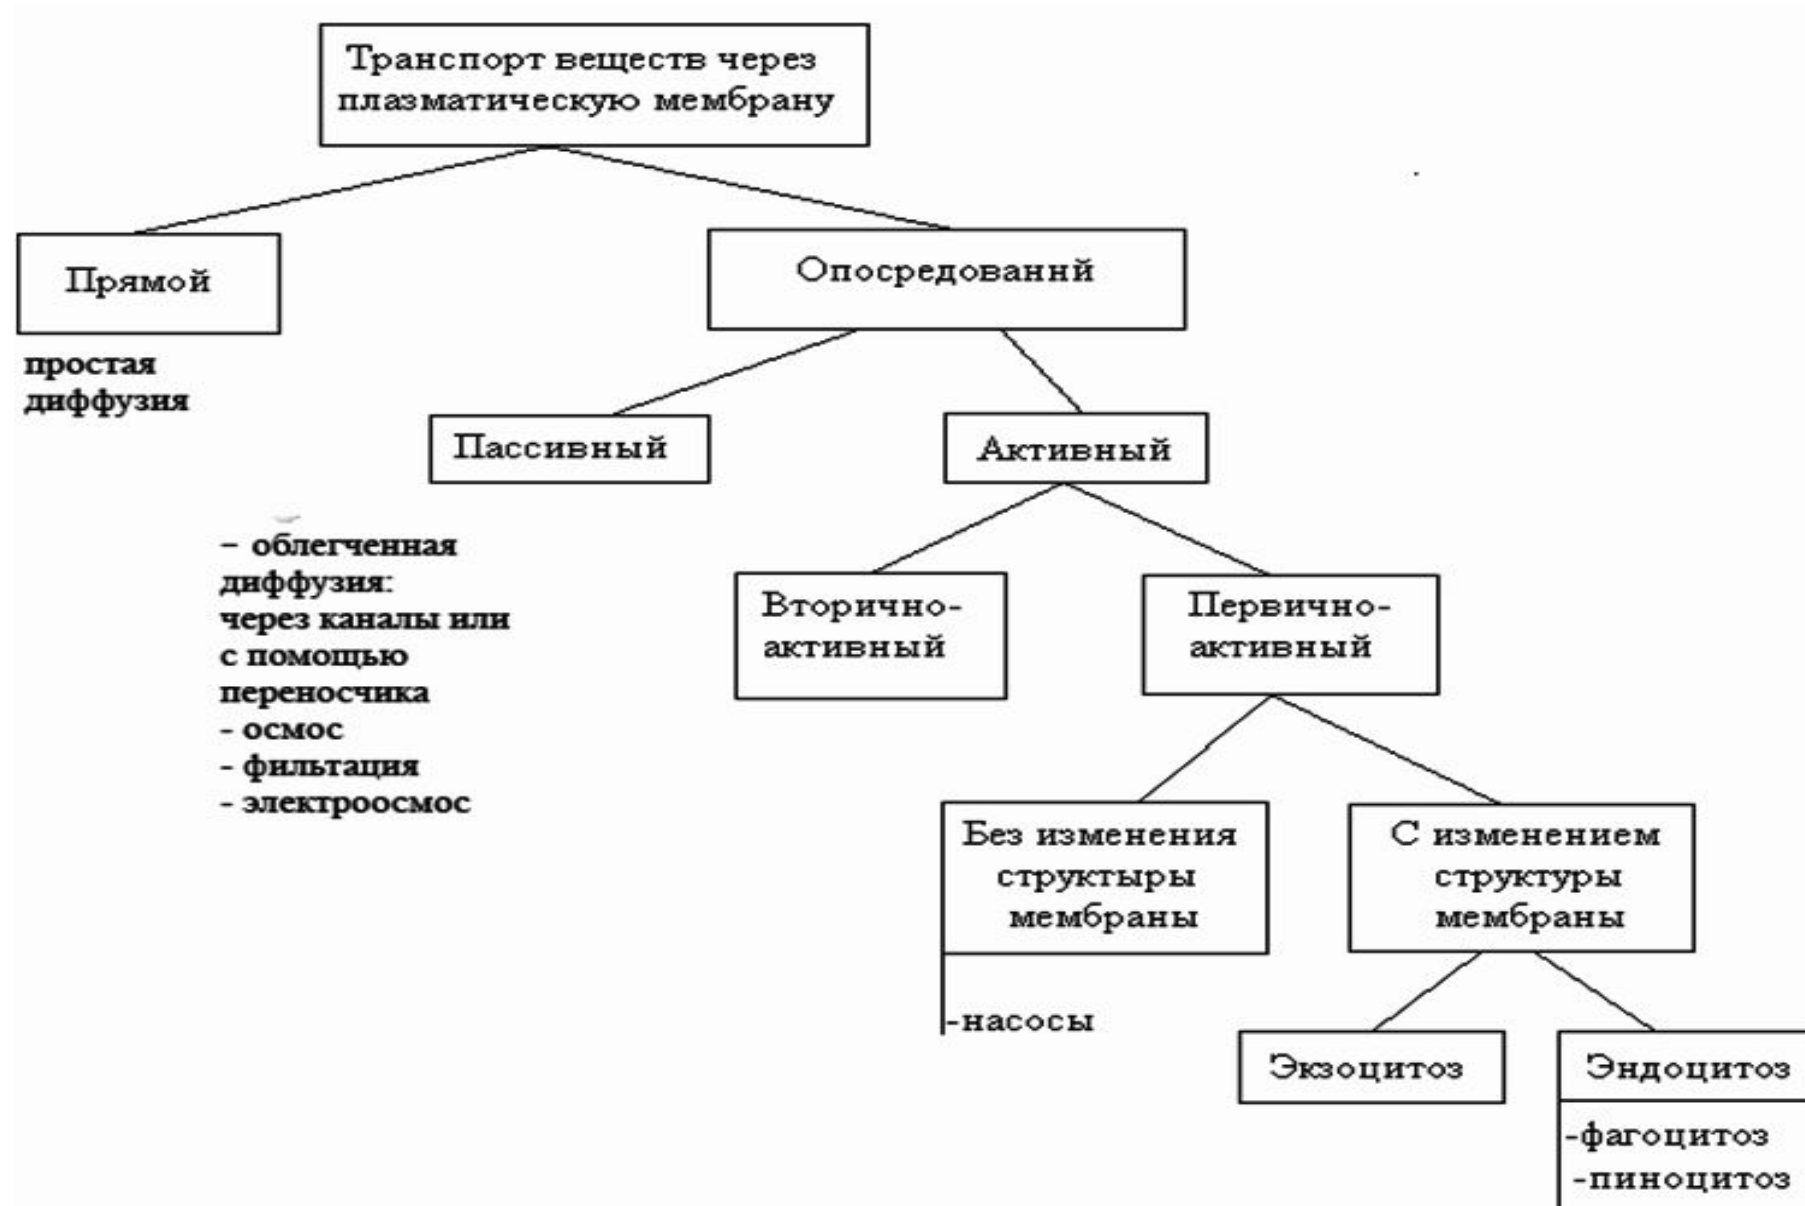 Транспорт веществ через
плазматическую мембрану
Прямой
Опосредованнй
простая
диффузия
Пассивный
Активный
- облегченная
диффузия:
через каналы или
с помощью
переносчика
- осмос
- фильтация
- электроосмос
Вторично-
активный
Первично-
активный
Без изменения
структыры
мембраны
С изменением
структуры
мембраны
-насосы
Экзоцитоз
Эндоцитоз
-фагоцитоз
-пиноцитоз